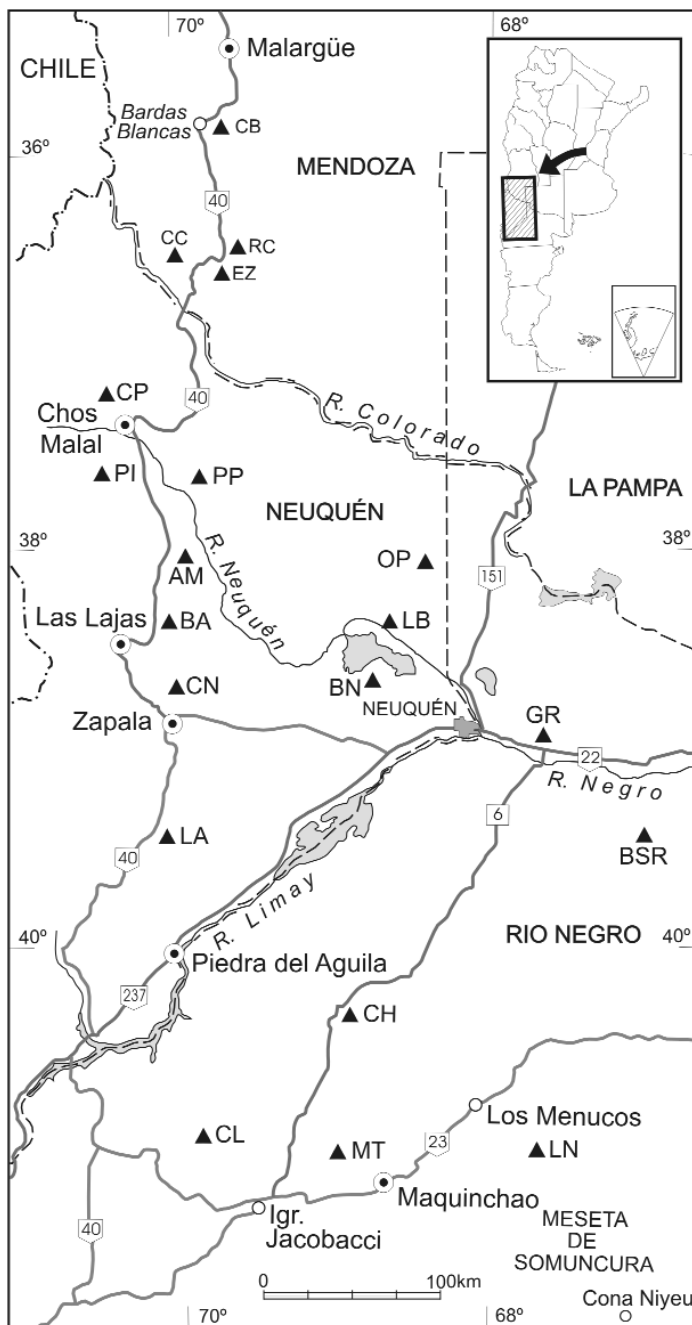 70º
68º
Malargüe
CHILE
Bardas
Blancas
CB
36º
MENDOZA
40
CC
RC
EZ
40
CP
Chos
Malal
R. Colorado
PI
PP
LA PAMPA
NEUQUÉN
38º
38º
OP
AM
R. Neuquén
151
Las Lajas
BA
LB
CN
BN
NEUQUÉN
Zapala
GR
22
R. Negro
6
LA
BSR
40
R. Limay
RIO NEGRO
40º
40º
Piedra del Aguila
237
CH
Los Menucos
CL
MT
23
LN
Maquinchao
40
Igr.
Jacobacci
MESETA
DE
SOMUNCURA
0
100km
Cona Niyeu
70º
68º